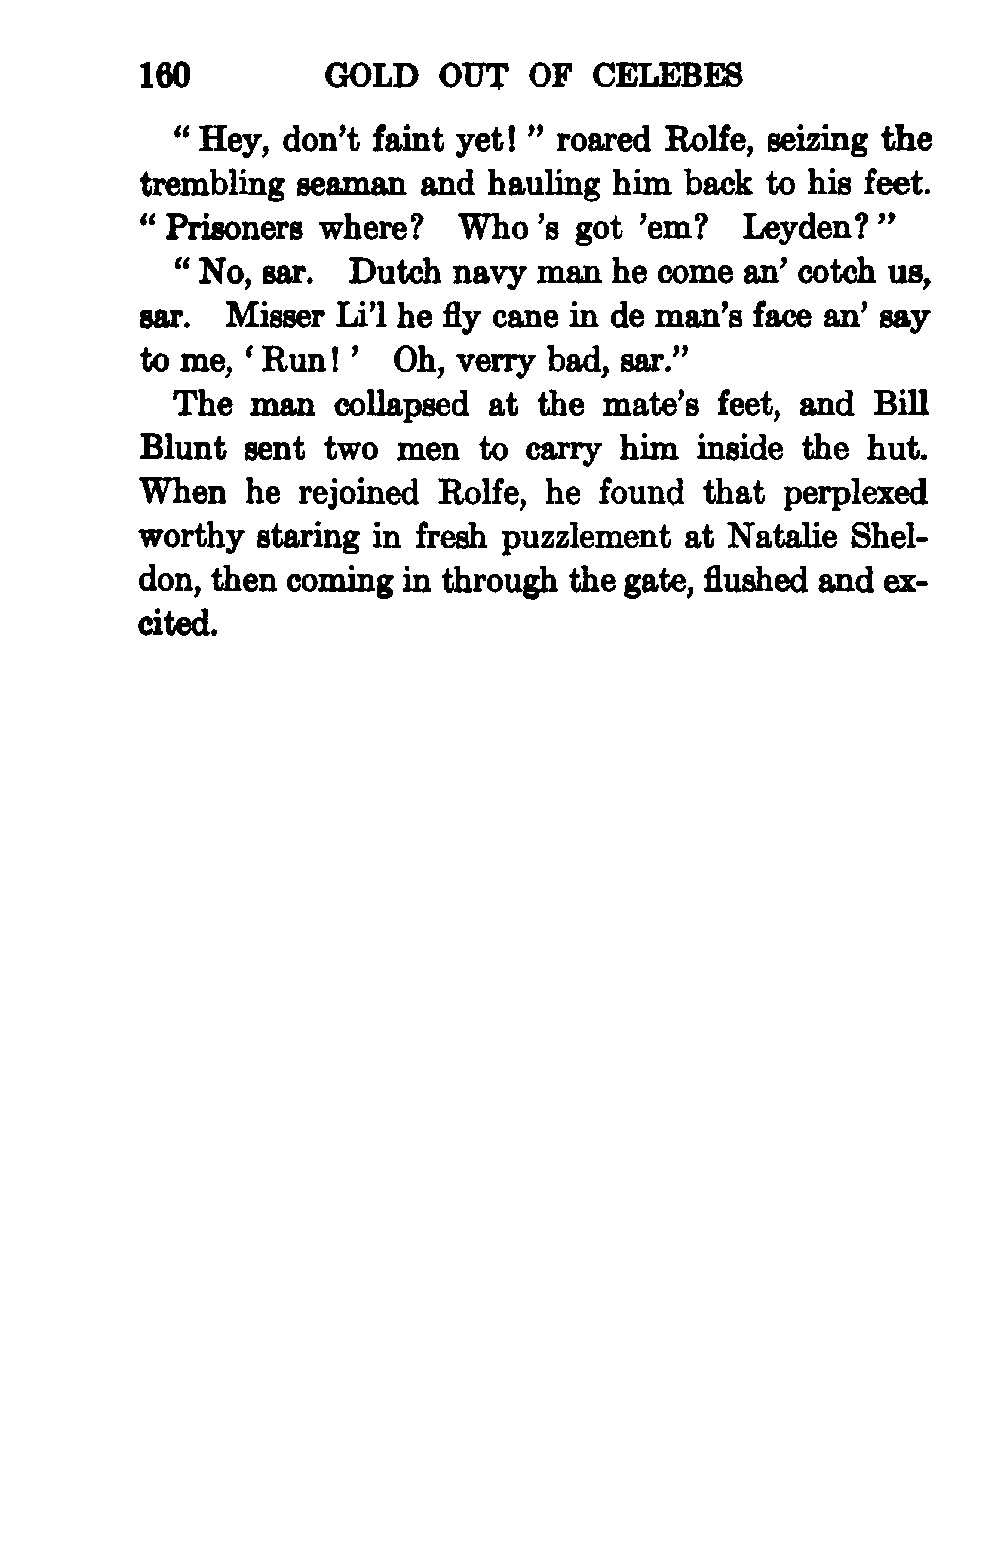 160 GOLD OUT OF CELEBES
“ Hey, don’t faint yet! ” roared Rolfe, seizing the
trembling seaman and hauling him back to his feet.
“ Prisoners where? Who ’s got ’em? Leyden? ”
“ No, sar. Dutch navy man he come an’ cotch us,
sar. Misser Li’l he fly cane in de man’s face an’ say
to me, ‘ Run! ’ Oh, verry bad, sar.”
The man collapsed at the mate’s feet, and Bill
Blunt sent two men to carry him inside the hut.
When he rejoined Rolfe, he found that perplexed
worthy staring in fresh puzzlement at Natalie Shel-
don, then coming in through the gate, flushed and ex-
cited.